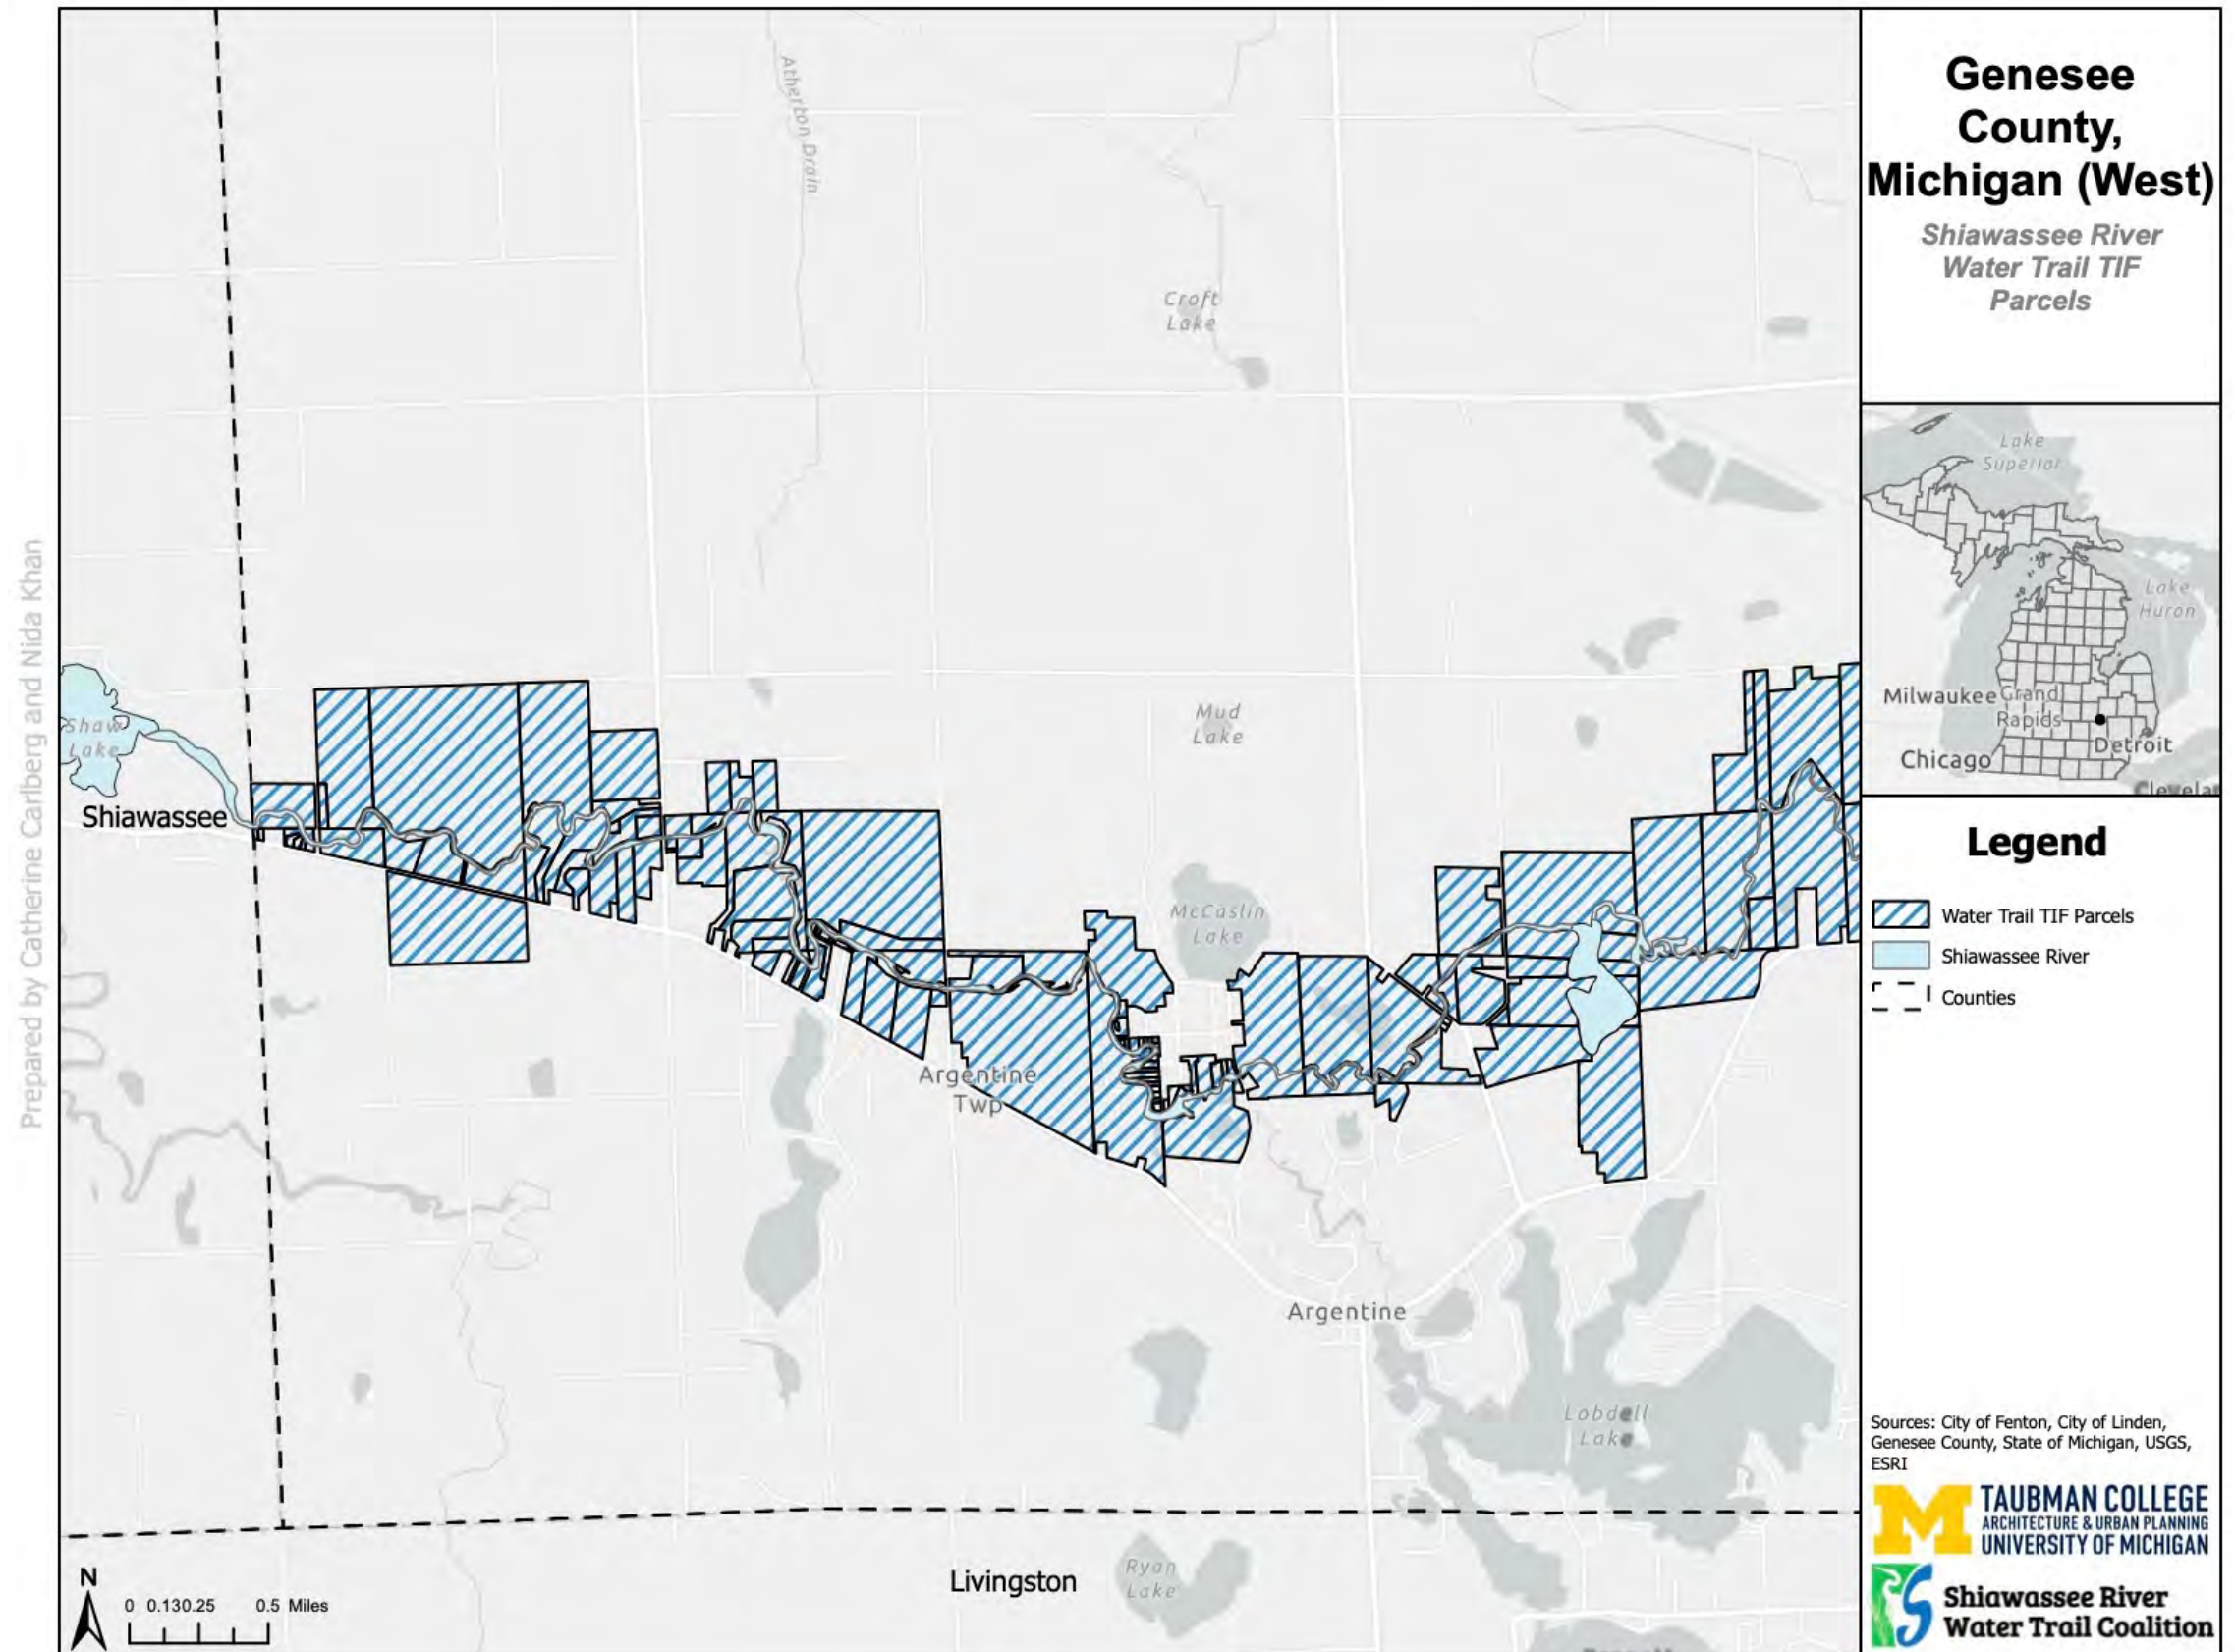 Genesee
County,
Michigan (West)
Shiawassee River
Water Trail TIF
Parcels
Prepared by Catherine Carlberg and Nida Khan
Atherton Drain
Croft
Lake
Mud
Lake
Shaw
Lake
Shiawassee
McCaslin
Lake
Argentine
Twp
Argentine
Lobdell
Lake
Livingston
Ryan
Lake
N
0 0.130.25 0.5 Miles
Lake
Superior
Lake
Huron
Milwaukee
Grand
Rapids
Detroit
Chicago
Legend
Water Trail TIF Parcels
Shiawassee River
Counties
Sources: City of Fenton, City of Linden,
Genesee County, State of Michigan, USGS,
ESRI
M
TAUBMAN COLLEGE
ARCHITECTURE & URBAN PLANNING
UNIVERSITY OF MICHIGAN
Shiawassee River
Water Trail Coalition